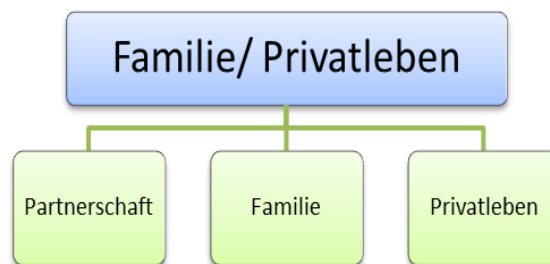 Familie/ Privatleben
Partnerschaft
Familie
Privatleben